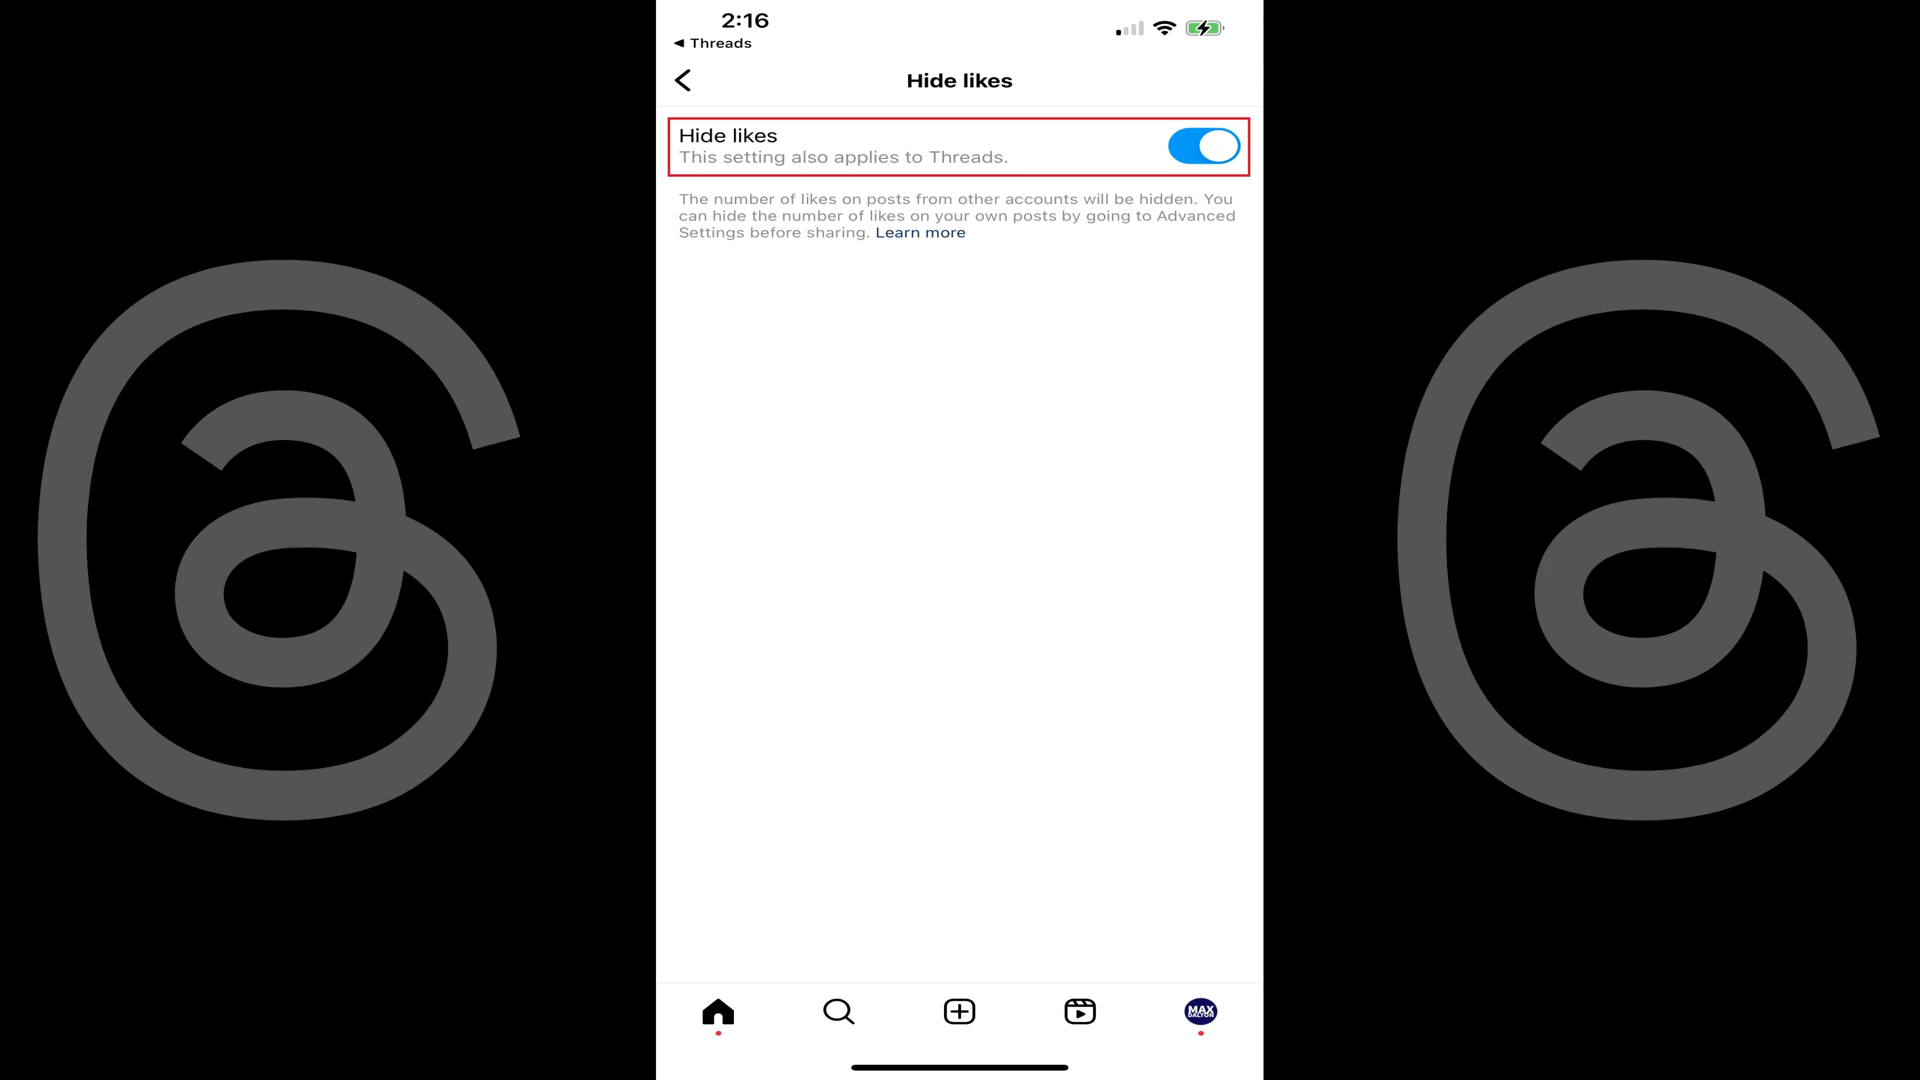 2:16
Threads
Hide likes
Hide likes
This setting also applies to Threads.
The number of likes on posts from other accounts will be hidden. You
can hide the number of likes on your own posts by going to Advanced
Settings before sharing. Learn more
MAX
DALTON